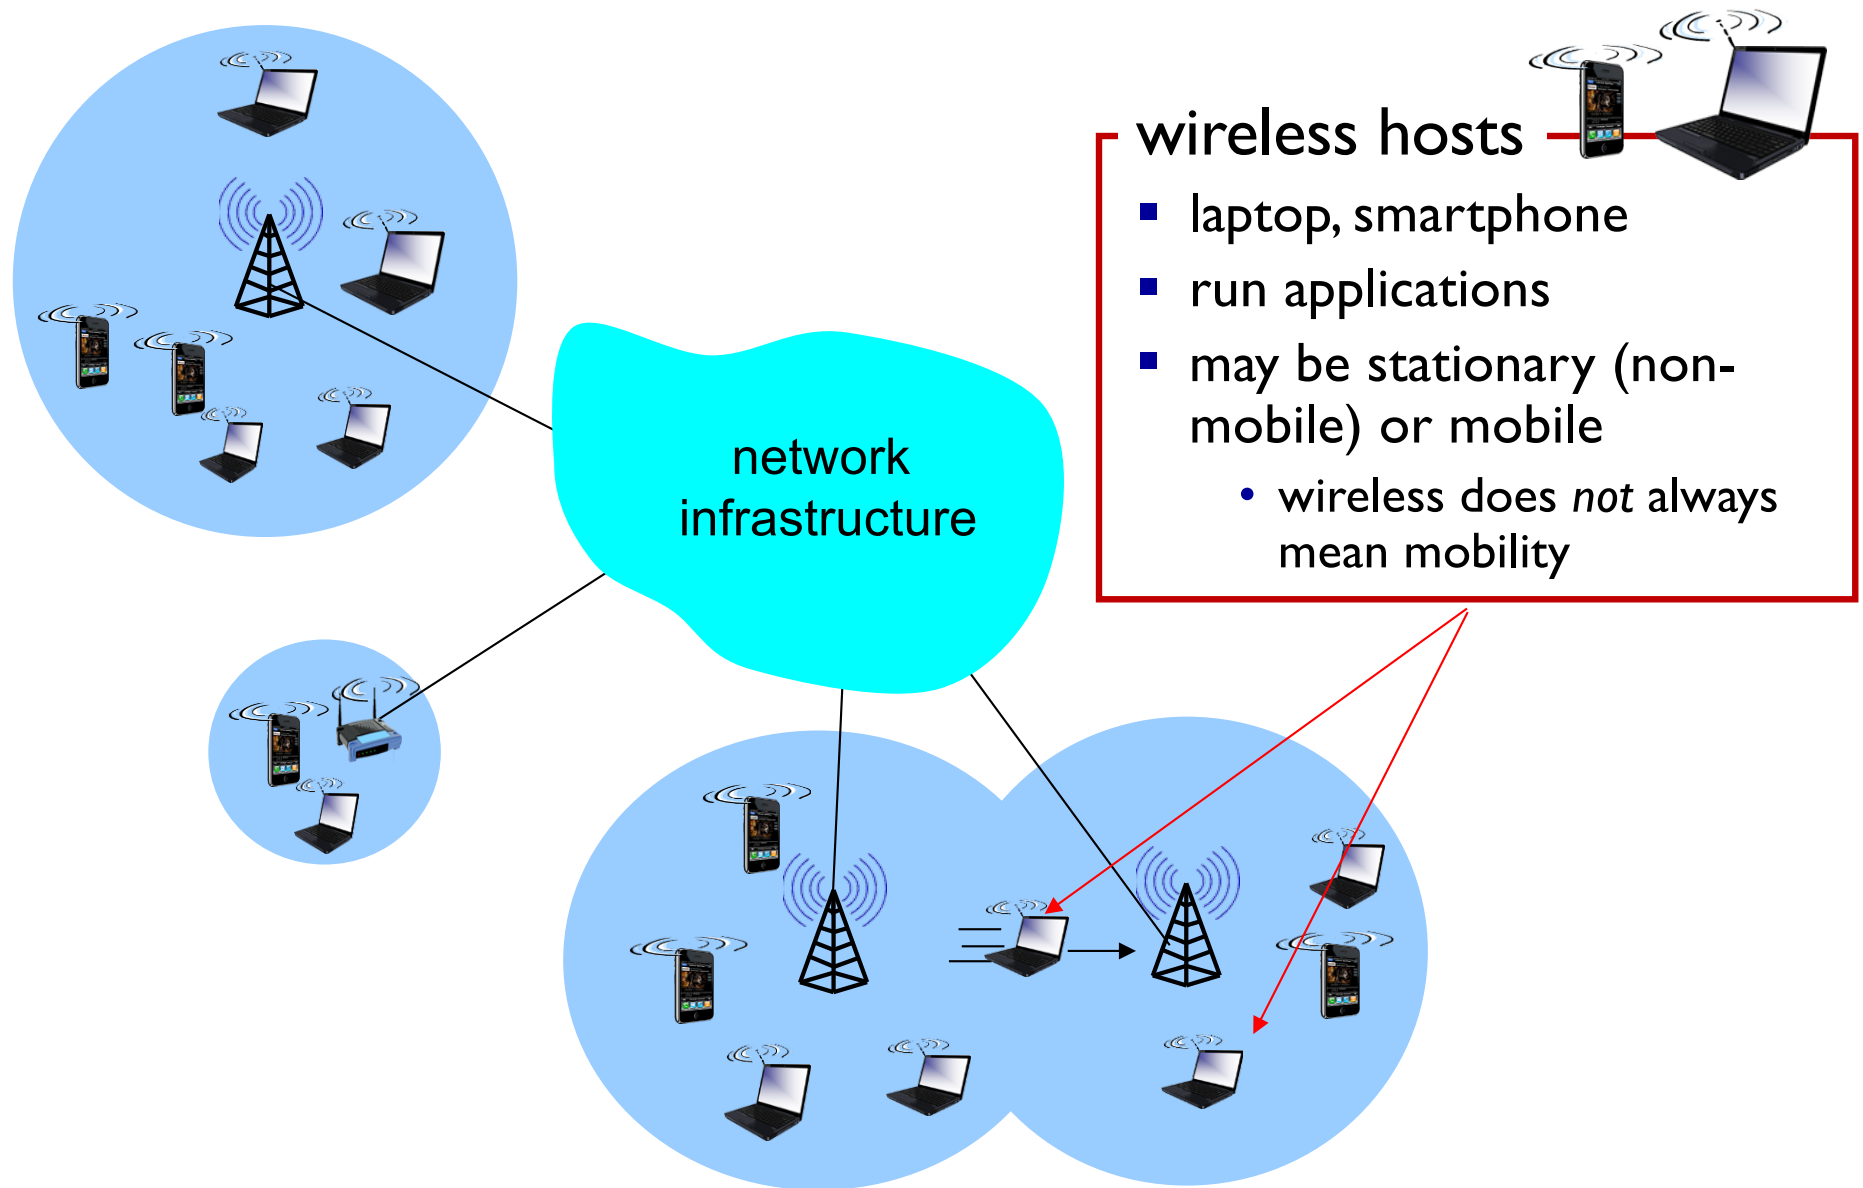 wireless hosts
laptop, smartphone
run applications
may be stationary (non-
mobile) or mobile
wireless does not always
mean mobility
network
infrastructure